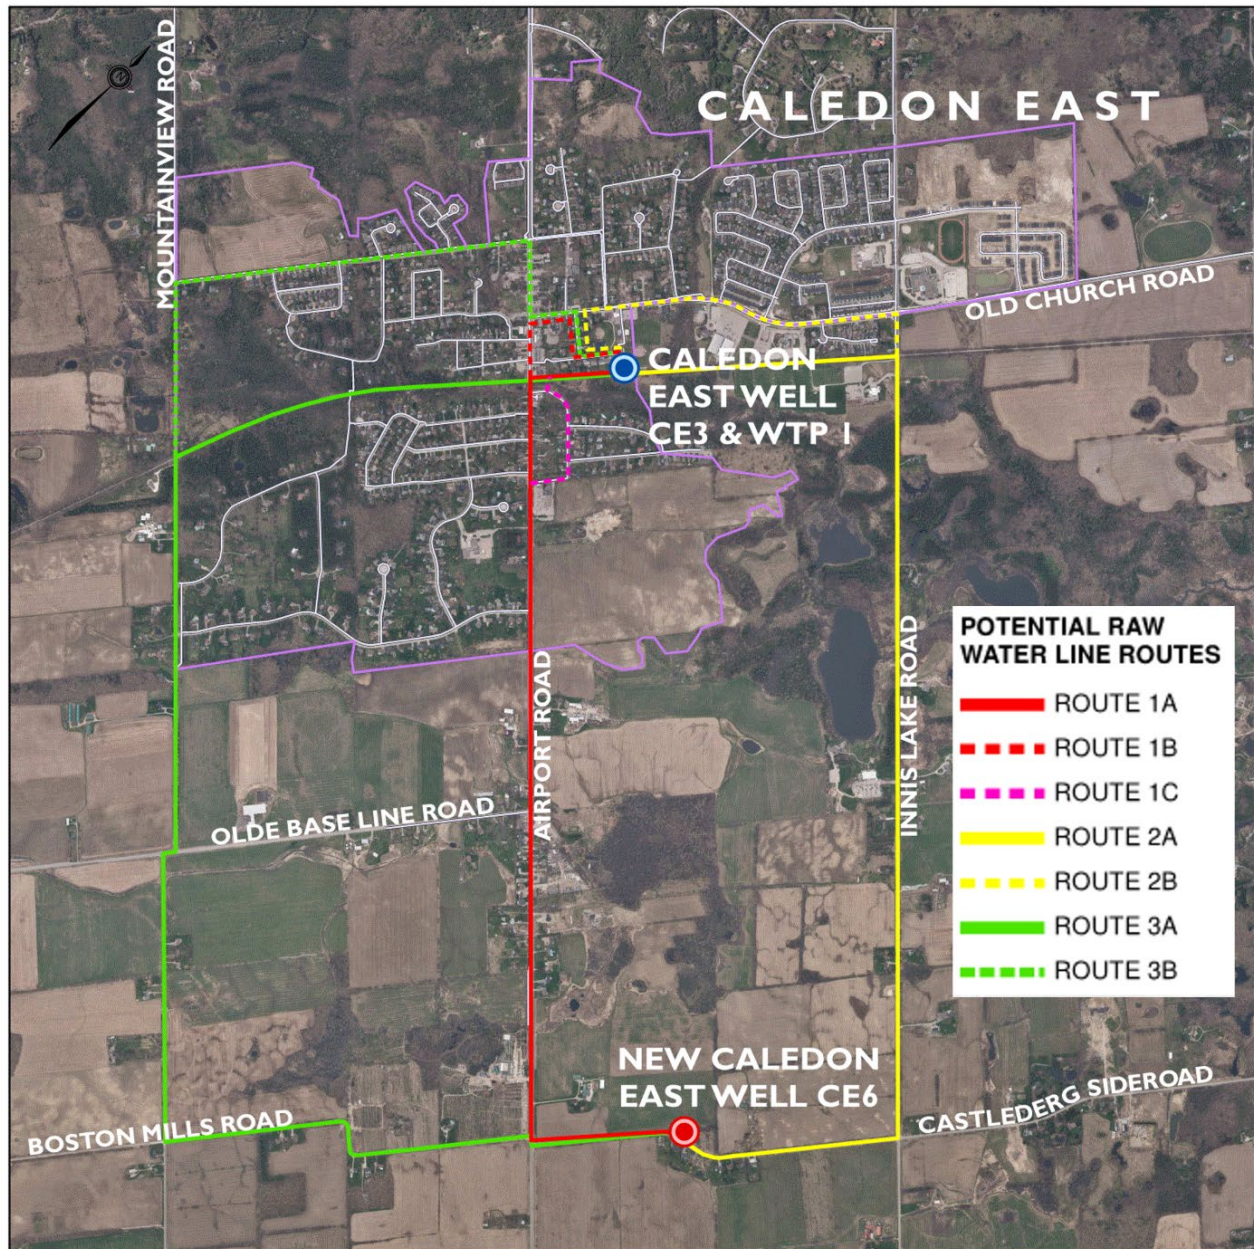 N
MOUNTAINVIEW ROAD
CALEDON EAST
OLD CHURCH ROAD
CALEDON
EAST WELL
CE3 & WTP 1
AIRPORT ROAD
INNIS LAKE ROAD
OLDE BASE LINE ROAD
POTENTIAL RAW
WATER LINE ROUTES
ROUTE 1A
ROUTE 1B
ROUTE 1C
ROUTE 2A
ROUTE 2B
ROUTE 3A
ROUTE 3B
NEW CALEDON
EAST WELL CE6
CASTLEDERG SIDEROAD
BOSTON MILLS ROAD